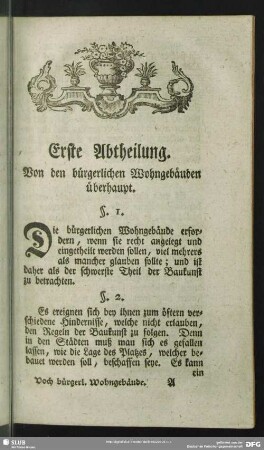 Erste Abtheilung.
Von den bürgerlichen Wohngebäuden
überhaupt.
§. 1.
Die bürgerlichen Wohngebäude erfor-
dern, wenn sie recht angelegt und
eingetheilt werden sollen, viel mehrers
als mancher glauben sollte; und ist
daher als der schwerste Theil der Baukunst
zu betrachten.
§. 2.
Es ereignen sich bey ihnen zum öftern ver-
schiedene Hindernisse, welche nicht erlauben,
den Regeln der Baukunst zu folgen. Denn
in den Städten muß man sich es gefallen
lassen, wie die Lage des Platzes, welcher be-
bauet werden soll, beschaffen seye. Es kann
ein
Voch bürgerl. Wohngebäude. A
SLUB